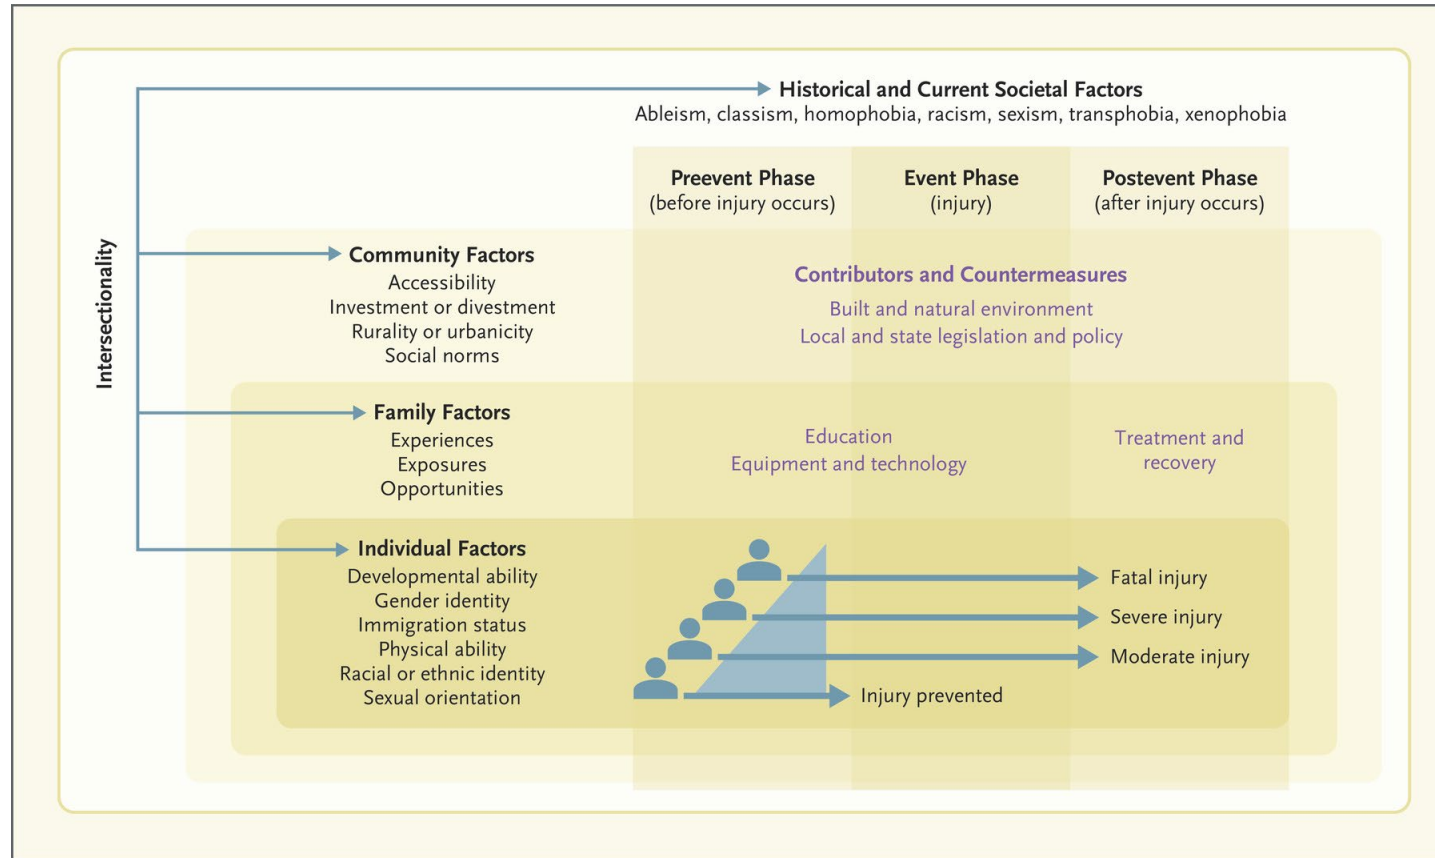 Historical and Current Societal Factors
Ableism, classism, homophobia, racism, sexism, transphobia, xenophobia
Preevent Phase
(before injury occurs)
Event Phase
(injury)
Postevent Phase
(after injury occurs)
Intersectionality
Community Factors
Accessibility
Investment or divestment
Rurality or urbanicity
Social norms
Contributors and Countermeasures
Built and natural environment
Local and state legislation and policy
Family Factors
Experiences
Exposures
Opportunities
Education
Equipment and technology
Treatment and
recovery
Individual Factors
Developmental ability
Gender identity
Immigration status
Physical ability
Racial or ethnic identity
Sexual orientation
Fatal injury
Severe injury
Moderate injury
Injury prevented